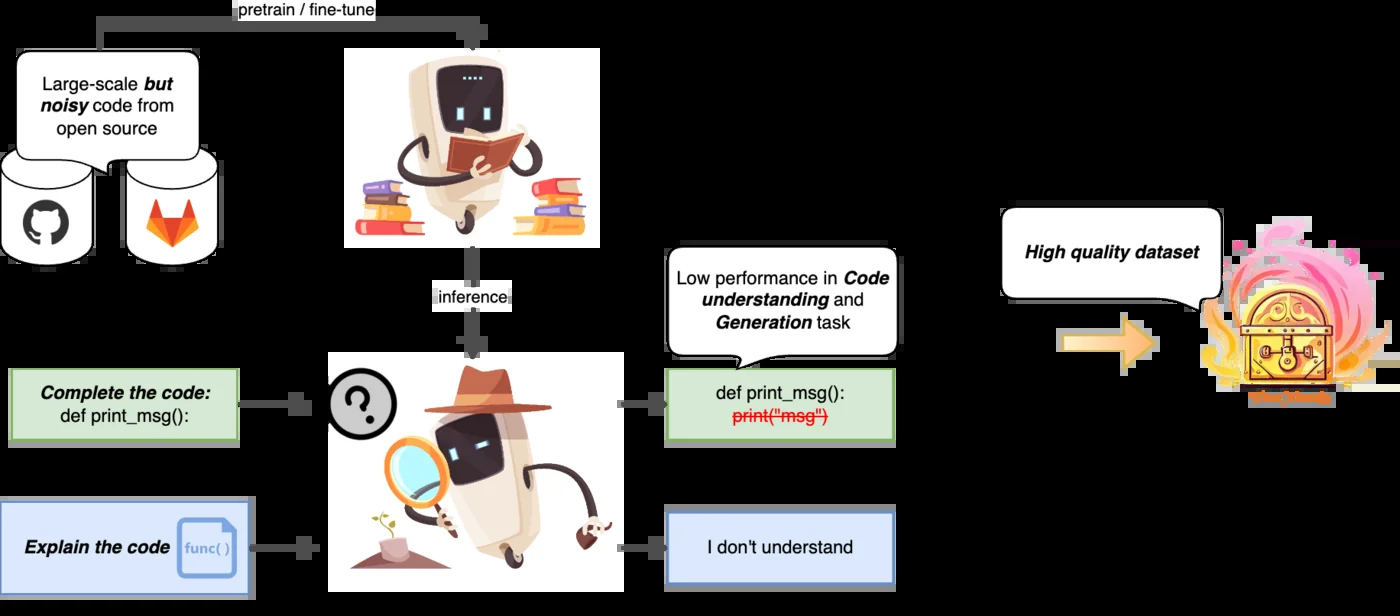 pretrain / fine-tune
Large-scale but
noisy code from
open source
inference
Low performance in Code
understanding and
Generation task
High quality dataset
Complete the code:
def print_msg():
def print_msg():
print("msg")
Explain the code
func( )
I don't understand